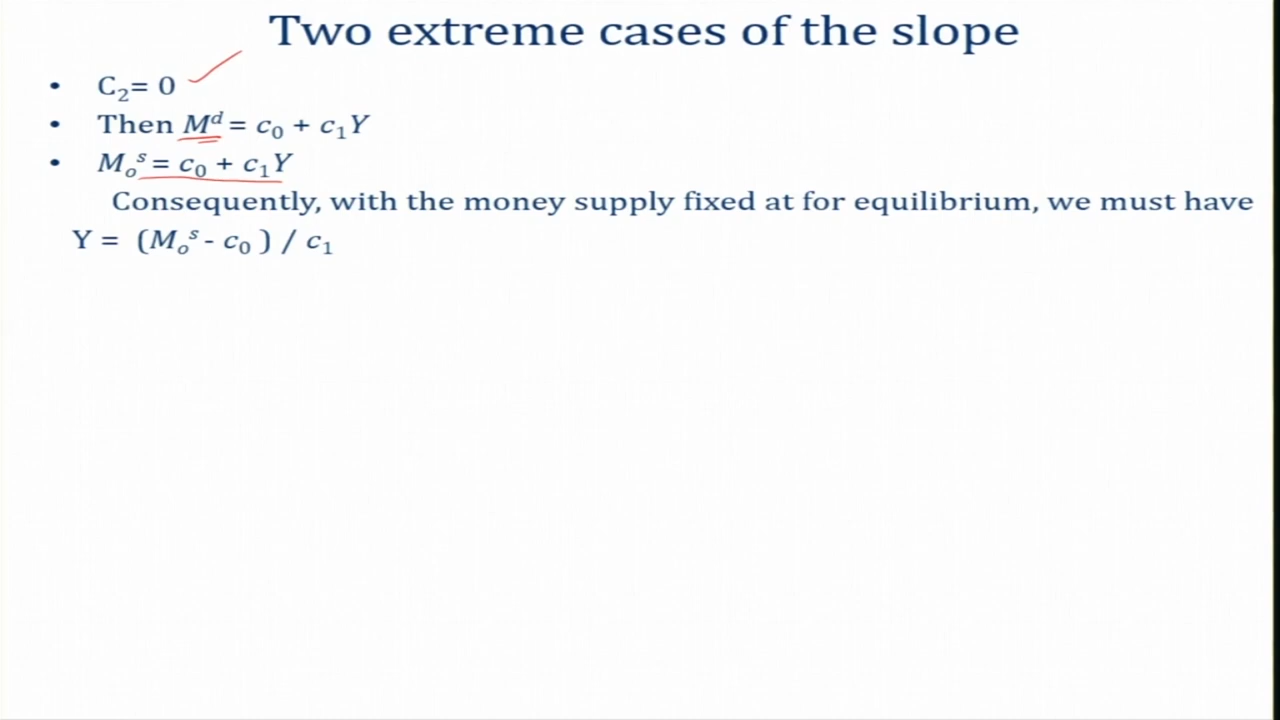 Two extreme cases of the slope
• C₂= 0
• Then Mᵈ = c₀ + c₁Y
• Mₒˢ = c₀ + c₁Y
Consequently, with the money supply fixed at for equilibrium, we must have
Y = (Mₒˢ - c₀ ) / c₁